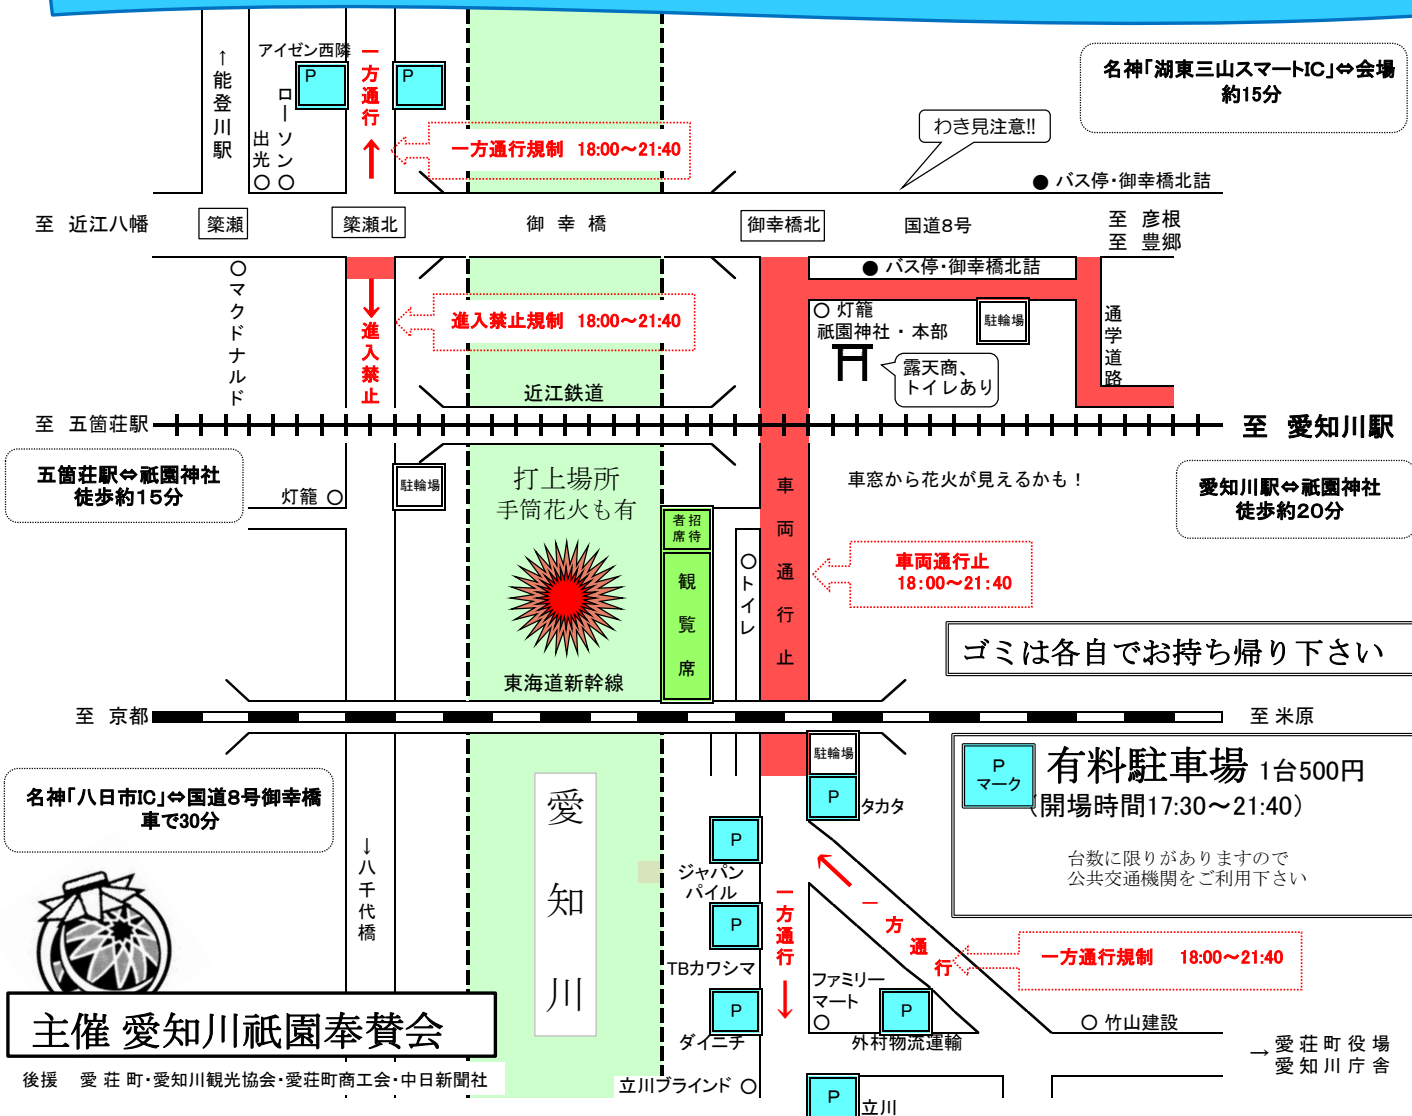 アイゼン西隣
P
P
↑能登川駅
ローソン
出光
一方通行
一方通行規制 18:00～21:40
わき見注意!!
名神｢湖東三山スマートIC｣⇔会場
約15分
● バス停・御幸橋北詰
至 近江八幡
簗瀬
簗瀬北
御幸橋
御幸橋北
国道8号
至 彦根
至 豊郷
● バス停・御幸橋北詰
マクドナルド
進入禁止
進入禁止規制 18:00～21:40
○ 灯籠
祇園神社・本部
駐輪場
通学道路
露天商、
トイレあり
近江鉄道
至 五箇荘駅
至 愛知川駅
五箇荘駅⇔祇園神社
徒歩約15分
灯籠 ○
駐輪場
打上場所
手筒花火も有
車窓から花火が見えるかも！
愛知川駅⇔祇園神社
徒歩約20分
招待者席
観覧席
○トイレ
車両通行止
車両通行止
18:00～21:40
ゴミは各自でお持ち帰り下さい
東海道新幹線
至 京都
至 米原
駐輪場
P
タカタ
P
マーク
有料駐車場 1台500円
（開場時間17:30～21:40）
台数に限りがありますので
公共交通機関をご利用下さい
名神｢八日市IC｣⇔国道8号御幸橋
車で30分
↓八千代橋
愛知川
P
ジャパン
パイル
P
TBカワシマ
P
ダイニチ
一方通行
一方通行
一方通行規制 18:00～21:40
ファミリー
マート
○
P
外村物流運輸
○ 竹山建設
→ 愛荘町役場
愛知川庁舎
主催 愛知川祇園奉賛会
後援 愛荘町・愛知川観光協会・愛荘町商工会・中日新聞社
立川ブラインド ○
P
立川